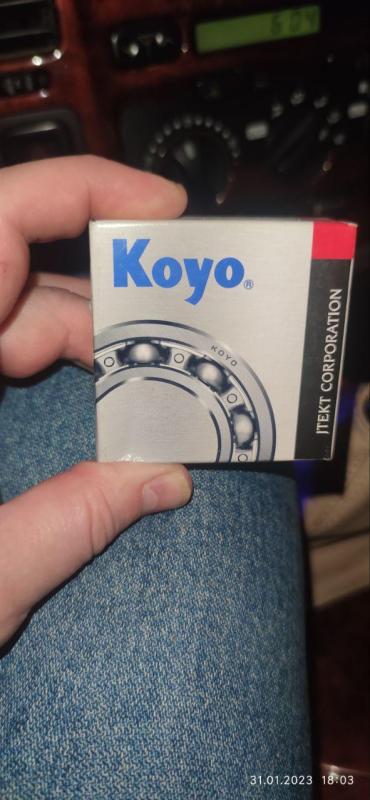 Koyo®
KOYO
JTEKT CORPORATION
31.01.2023 18:03